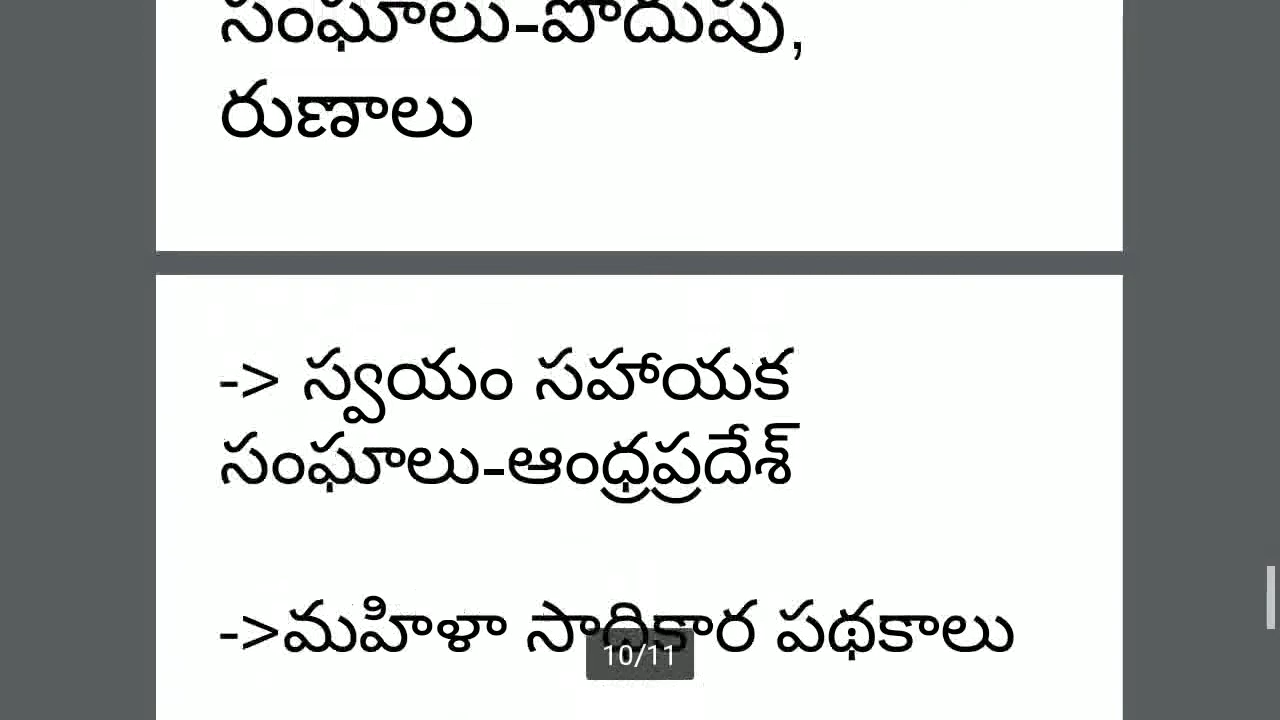 సంఘాలు-పొదుపు,
రుణాలు
-> స్వయం సహాయక
సంఘాలు-ఆంధ్రప్రదేశ్
->మహిళా సాధికార పథకాలు
10/11